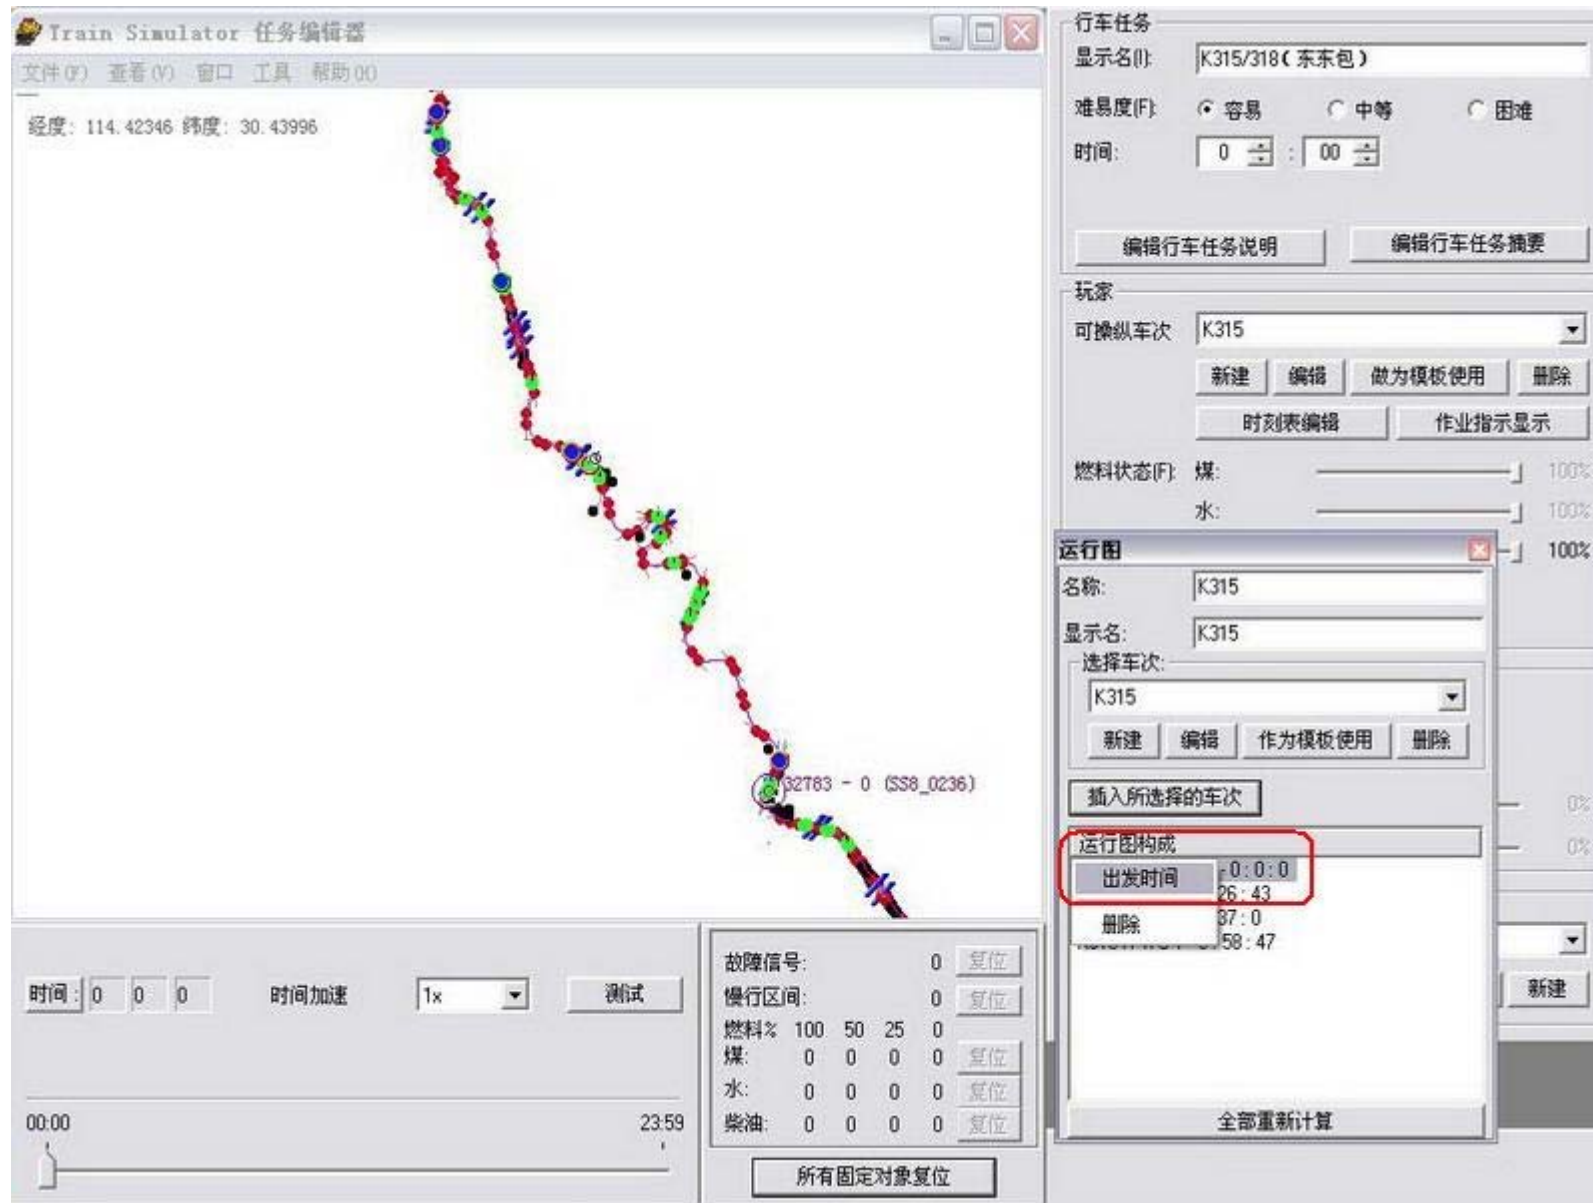 Train Simulator 任务编辑器
文件(F) 查看(V) 窗口 工具 帮助(H)
经度: 114.42346 纬度: 30.43996
32783 - 0 (SS8_0236)
时间: 0 0 0 时间加速 1x 测试
00:00 23:59
故障信号: 0 复位
慢行区间: 0 复位
燃料% 100 50 25 0
煤: 0 0 0 0 复位
水: 0 0 0 0 复位
柴油: 0 0 0 0 复位
所有固定对象复位
行车任务
显示名(I): K315/318(东东包)
难易度(F): 容易 中等 困难
时间: 0 : 00
编辑行车任务说明 编辑行车任务摘要
玩家
可操纵车次 K315
新建 编辑 做为模板使用 删除
时刻表编辑 作业指示显示
燃料状态(F): 煤: 100%
水: 100%
100%
运行图
名称: K315
显示名: K315
选择车次:
K315
新建 编辑 作为模板使用 删除
插入所选择的车次
0%
运行图构成
0%
出发时间 - 0 : 0 : 0
26 : 43
删除 37 : 0
58 : 47
新建
全部重新计算